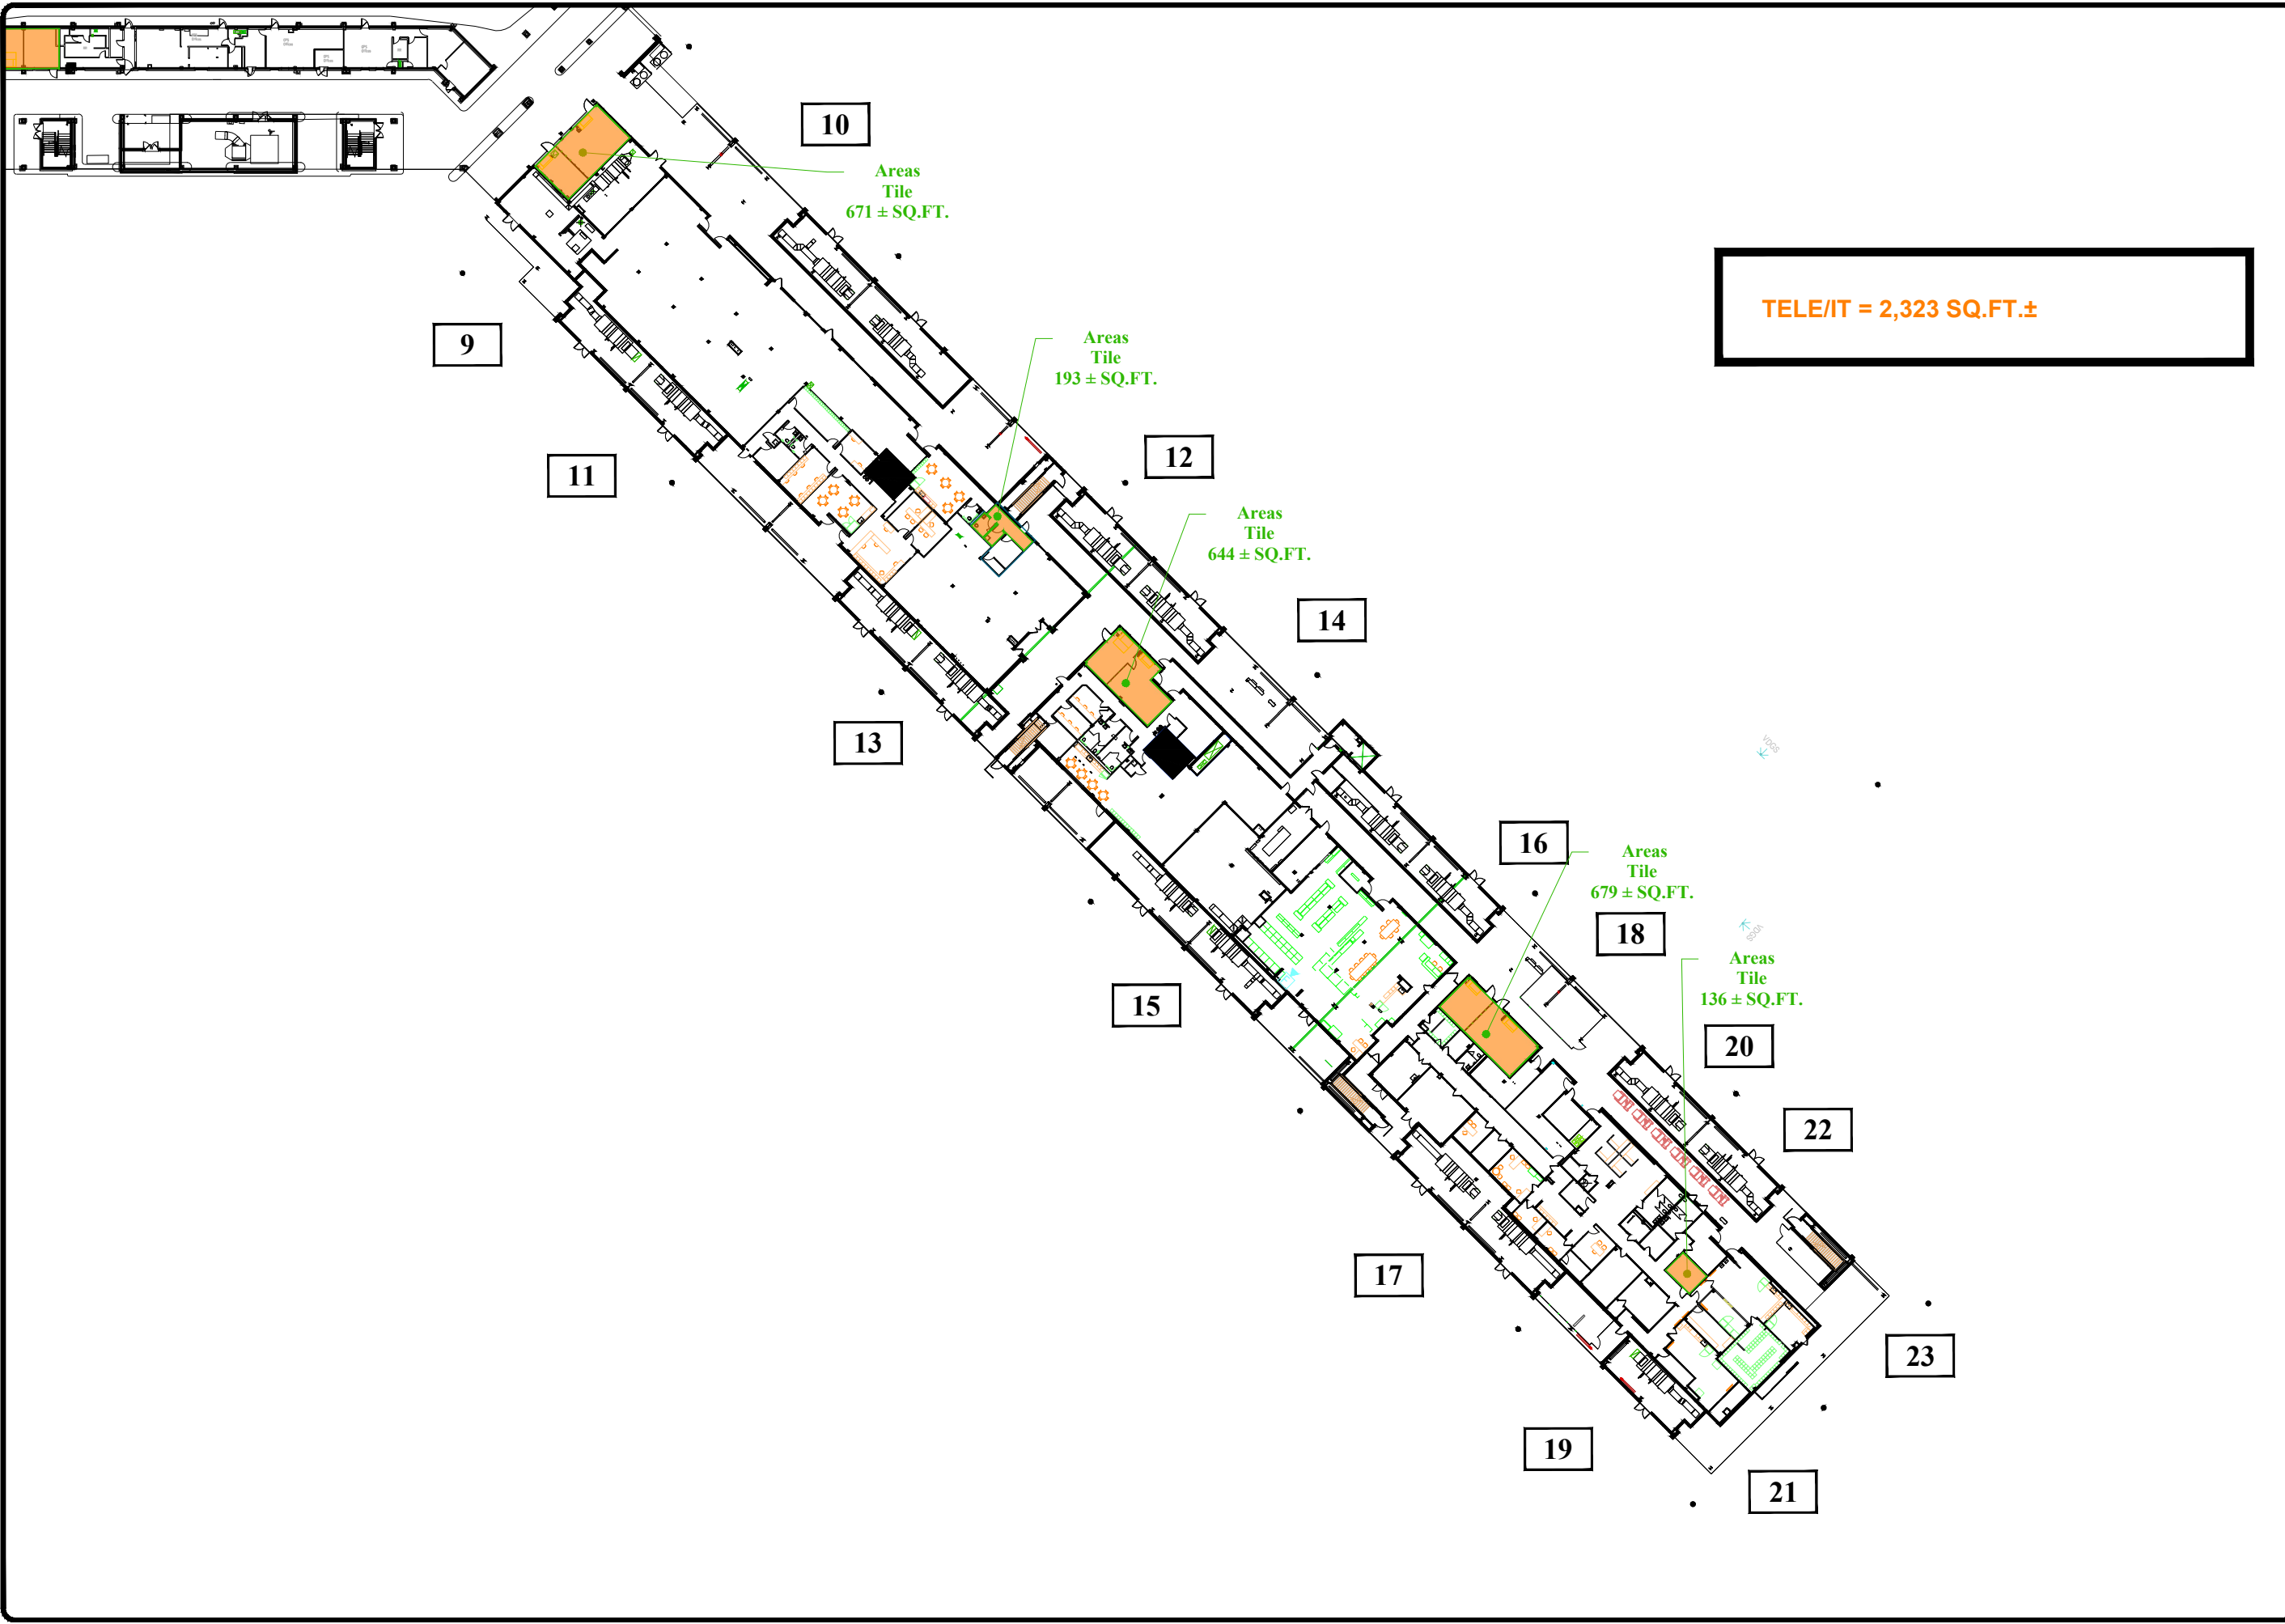 10
Areas
Tile
671 ± SQ.FT.
TELE/IT = 2,323 SQ.FT.±
9
Areas
Tile
193 ± SQ.FT.
11
12
Areas
Tile
644 ± SQ.FT.
14
13
VDGS
16
Areas
Tile
679 ± SQ.FT.
18
VDGS
Areas
Tile
136 ± SQ.FT.
15
20
22
17
23
19
21